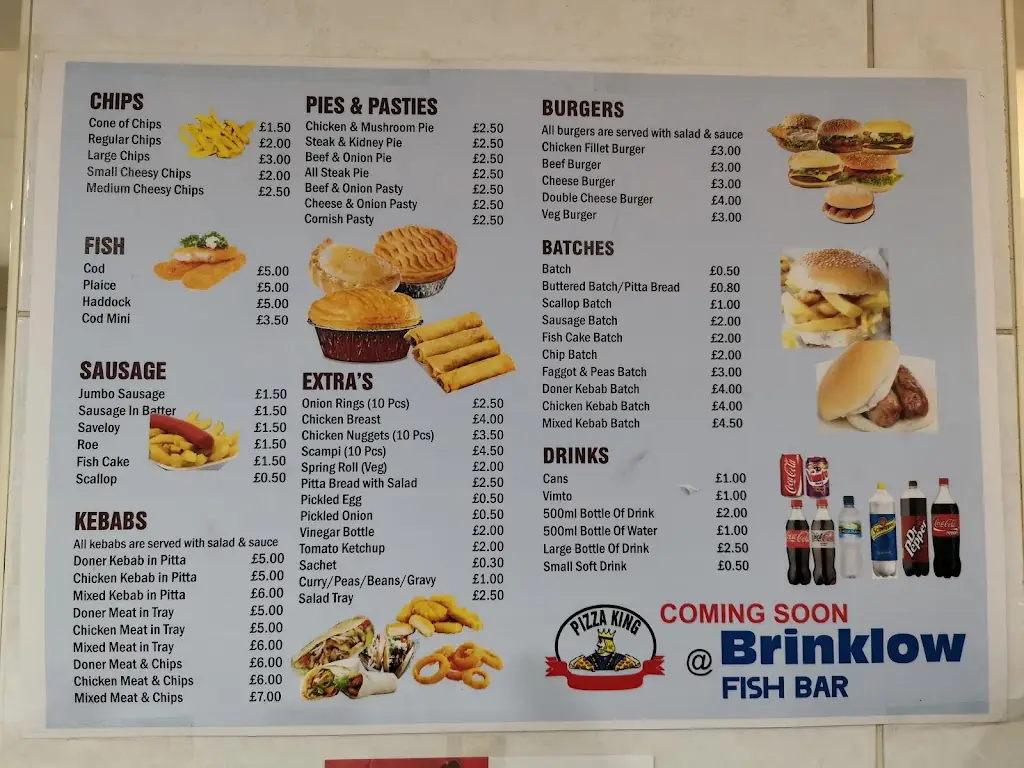 CHIPS
Cone of Chips £1.50
Regular Chips £2.00
Large Chips £3.00
Small Cheesy Chips £2.00
Medium Cheesy Chips £2.50
FISH
Cod £5.00
Plaice £5.00
Haddock £5.00
Cod Mini £3.50
SAUSAGE
Jumbo Sausage £1.50
Sausage In Batter £1.50
Saveloy £1.50
Roe £1.50
Fish Cake £1.50
Scallop £0.50
KEBABS
All kebabs are served with salad & sauce
Doner Kebab in Pitta £5.00
Chicken Kebab in Pitta £5.00
Mixed Kebab in Pitta £6.00
Doner Meat in Tray £5.00
Chicken Meat in Tray £5.00
Mixed Meat in Tray £6.00
Doner Meat & Chips £6.00
Chicken Meat & Chips £6.00
Mixed Meat & Chips £7.00
PIES & PASTIES
Chicken & Mushroom Pie £2.50
Steak & Kidney Pie £2.50
Beef & Onion Pie £2.50
All Steak Pie £2.50
Beef & Onion Pasty £2.50
Cheese & Onion Pasty £2.50
Cornish Pasty £2.50
EXTRA'S
Onion Rings (10 Pcs) £2.50
Chicken Breast £4.00
Chicken Nuggets (10 Pcs) £3.50
Scampi (10 Pcs) £4.50
Spring Roll (Veg) £2.00
Pitta Bread with Salad £2.50
Pickled Egg £0.50
Pickled Onion £0.50
Vinegar Bottle £2.00
Tomato Ketchup £2.00
Sachet £0.30
Curry/Peas/Beans/Gravy £1.00
Salad Tray £2.50
BURGERS
All burgers are served with salad & sauce
Chicken Fillet Burger £3.00
Beef Burger £3.00
Cheese Burger £3.00
Double Cheese Burger £4.00
Veg Burger £3.00
BATCHES
Batch £0.50
Buttered Batch/Pitta Bread £0.80
Scallop Batch £1.00
Sausage Batch £2.00
Fish Cake Batch £2.00
Chip Batch £2.00
Faggot & Peas Batch £3.00
Doner Kebab Batch £4.00
Chicken Kebab Batch £4.00
Mixed Kebab Batch £4.50
DRINKS
Cans £1.00
Vimto £1.00
500ml Bottle Of Drink £2.00
500ml Bottle Of Water £1.00
Large Bottle Of Drink £2.50
Small Soft Drink £0.50
Coca-Cola
Dr Pepper
Coca-Cola
PIZZA KING
COMING SOON
@ Brinklow
FISH BAR